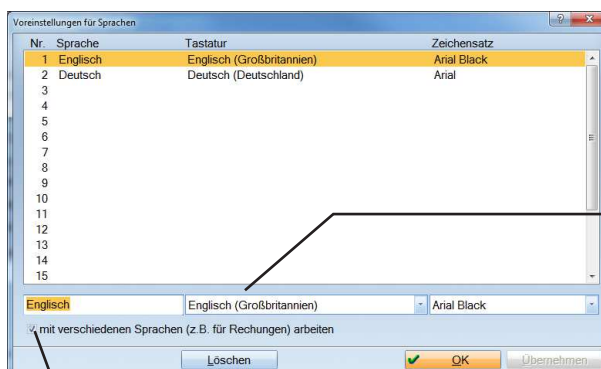 Voreinstellungen für Sprachen
Nr. Sprache Tastatur Zeichensatz
1 Englisch Englisch (Großbritannien) Arial Black
2 Deutsch Deutsch (Deutschland) Arial
3
4
5
6
7
8
9
10
11
12
13
14
15
Englisch Englisch (Großbritannien) Arial Black
mit verschiedenen Sprachen (z.B. für Rechungen) arbeiten
Löschen OK Übernehmen